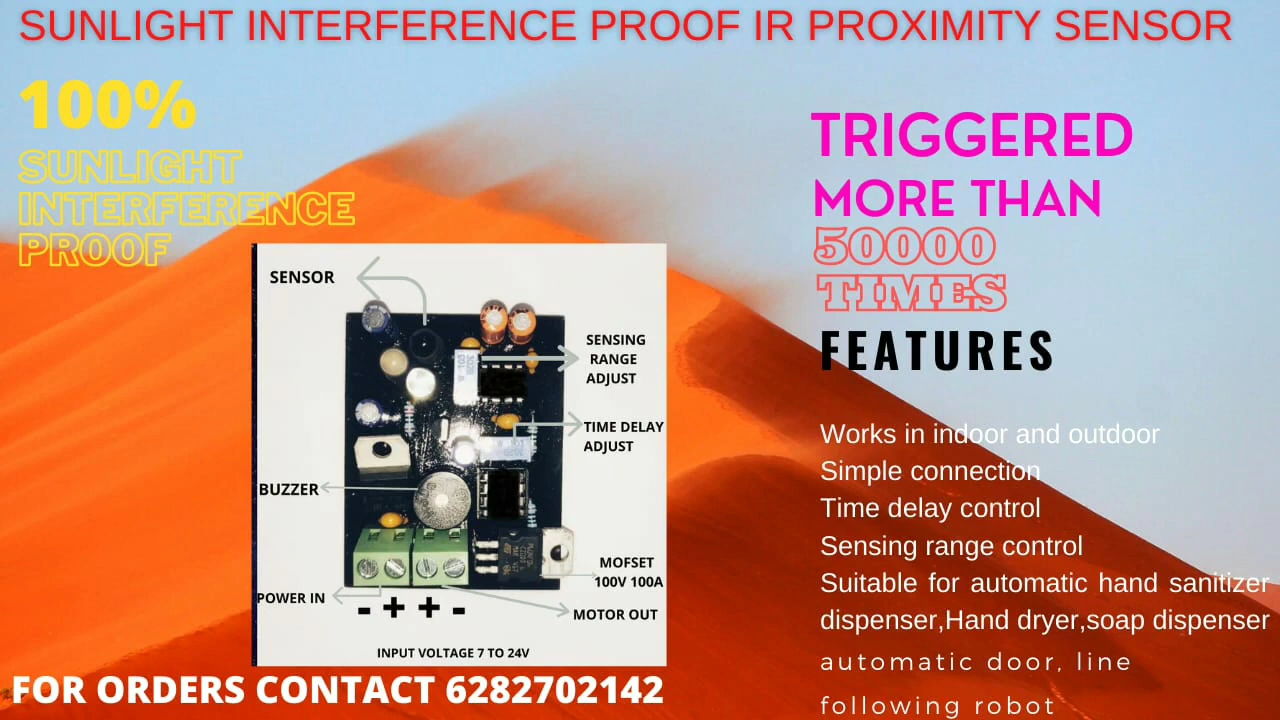 SUNLIGHT INTERFERENCE PROOF IR PROXIMITY SENSOR
100%
SUNLIGHT
INTERFERENCE
PROOF
SENSOR
SENSING
RANGE
ADJUST
TIME DELAY
ADJUST
BUZZER
MOFSET
100V 100A
POWER IN
MOTOR OUT
- + + -
INPUT VOLTAGE 7 TO 24V
FOR ORDERS CONTACT 6282702142
TRIGGERED
MORE THAN
50000
TIMES
FEATURES
Works in indoor and outdoor
Simple connection
Time delay control
Sensing range control
Suitable for automatic hand sanitizer
dispenser,Hand dryer,soap dispenser
automatic door, line
following robot